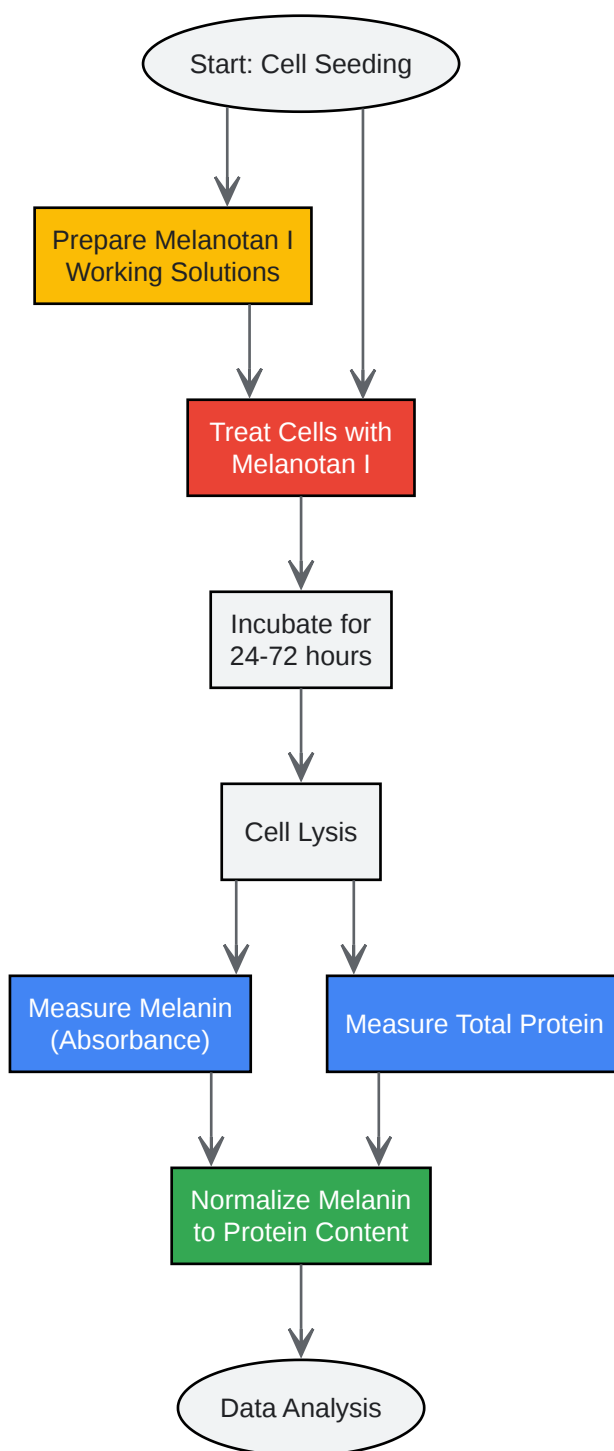 Start: Cell Seeding
Prepare Melanotan I
Working Solutions
Treat Cells with
Melanotan I
Incubate for
24-72 hours
Cell Lysis
Measure Melanin
(Absorbance)
Measure Total Protein
Normalize Melanin
to Protein Content
Data Analysis